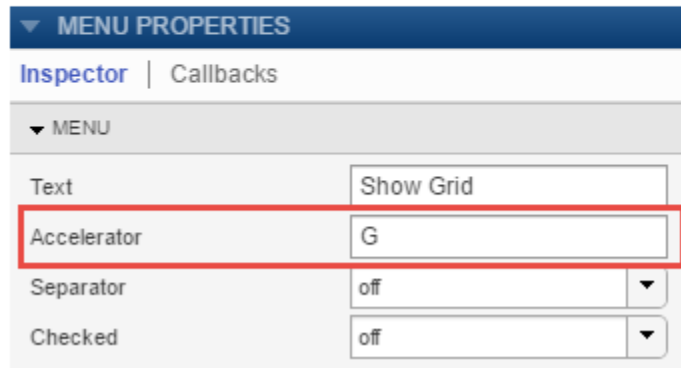 MENU PROPERTIES
Inspector | Callbacks
MENU
Text Show Grid
Accelerator G
Separator off
Checked off